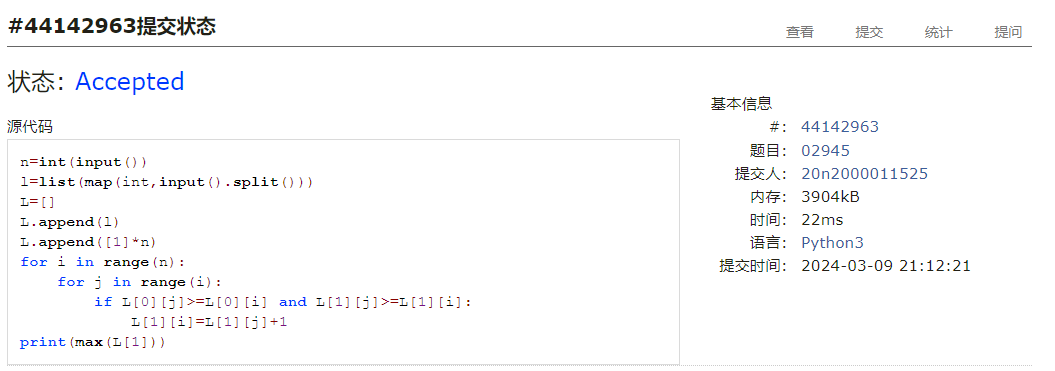 #44142963提交状态
查看 提交 统计 提问
状态: Accepted
源代码
n=int(input())
l=list(map(int,input().split()))
L=[]
L.append(l)
L.append([1]*n)
for i in range(n):
    for j in range(i):
        if L[0][j]>=L[0][i] and L[1][j]>=L[1][i]:
            L[1][i]=L[1][j]+1
print(max(L[1]))
基本信息
#: 44142963
题目: 02945
提交人: 20n2000011525
内存: 3904kB
时间: 22ms
语言: Python3
提交时间: 2024-03-09 21:12:21